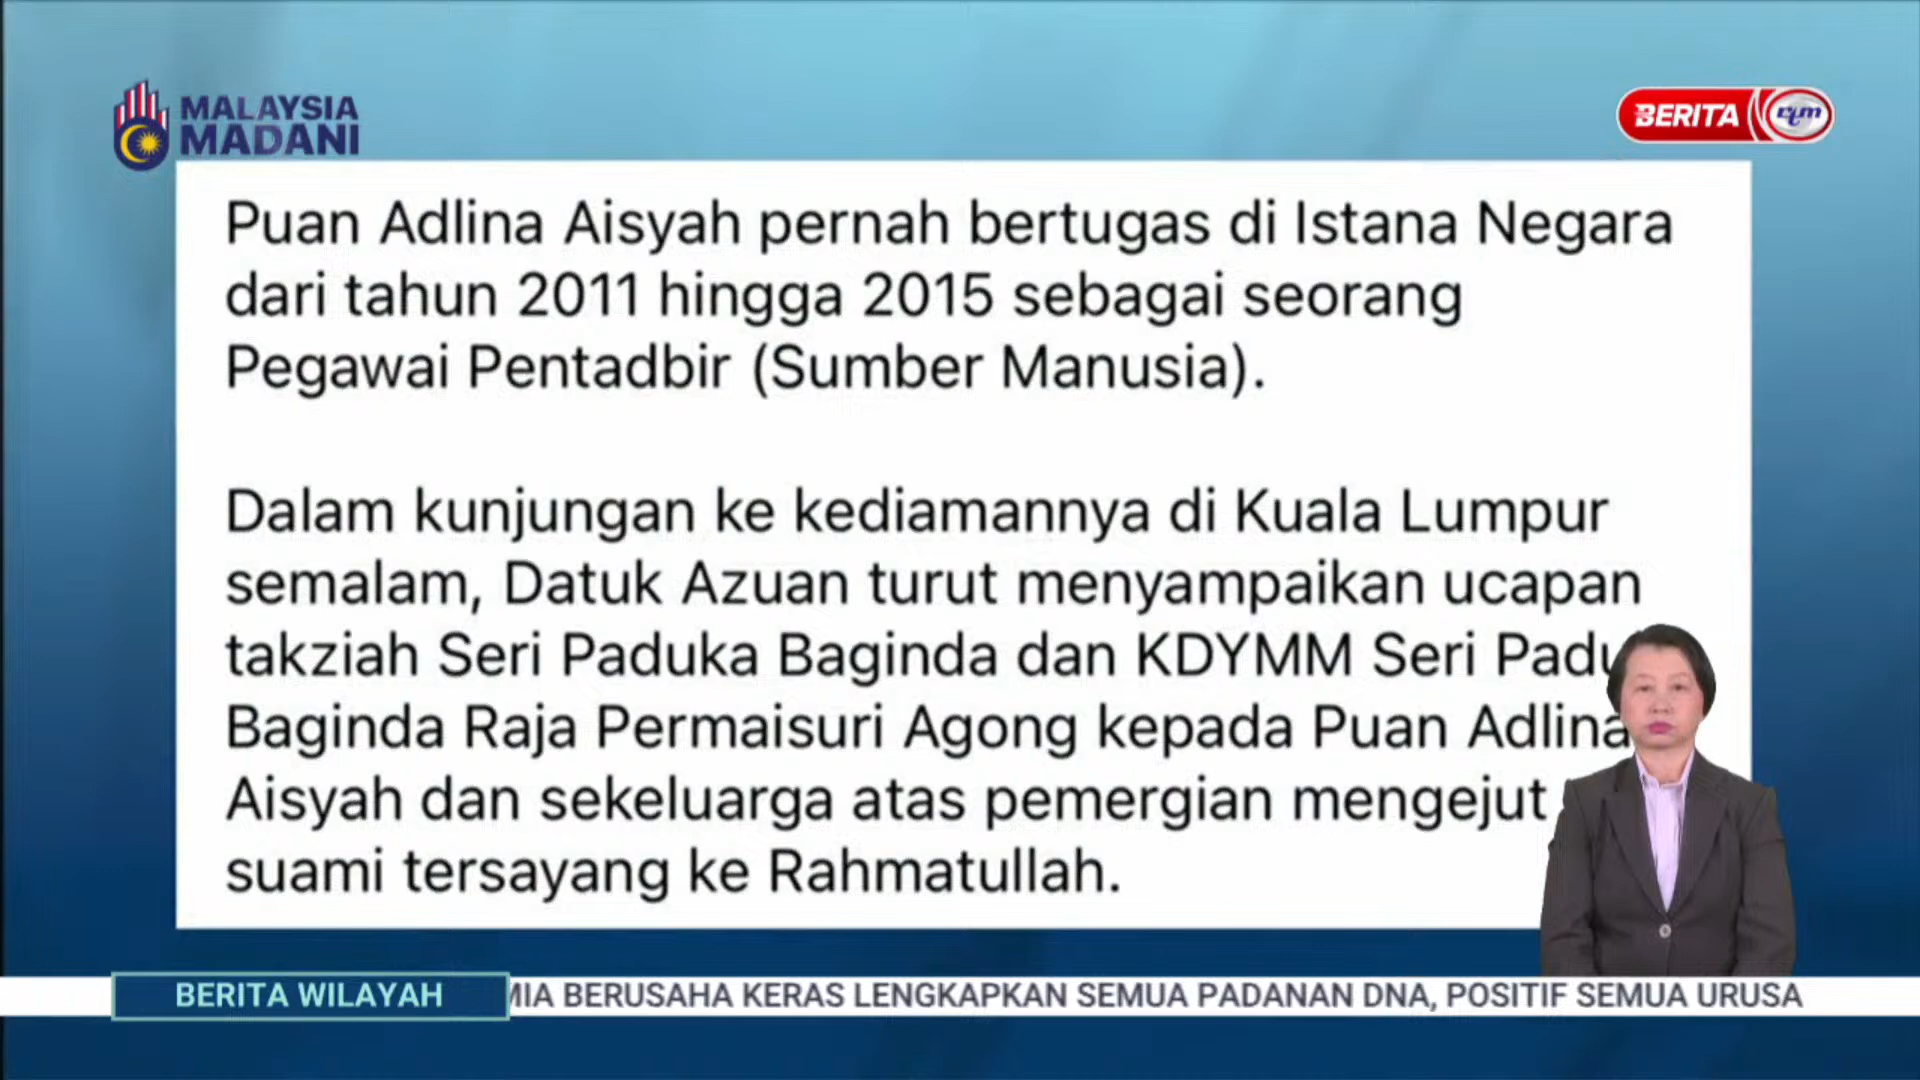 MALAYSIA
MADANI
BERITA rtm
Puan Adlina Aisyah pernah bertugas di Istana Negara
dari tahun 2011 hingga 2015 sebagai seorang
Pegawai Pentadbir (Sumber Manusia).
Dalam kunjungan ke kediamannya di Kuala Lumpur
semalam, Datuk Azuan turut menyampaikan ucapan
takziah Seri Paduka Baginda dan KDYMM Seri
Baginda Raja Permaisuri Agong kepada Puan Adlina
Aisyah dan sekeluarga atas pemergian mengejut
suami tersayang ke Rahmatullah.
BERITA WILAYAH
BERUSAHA KERAS LENGKAPKAN SEMUA PADANAN DNA, POSITIF SEMUA URUSA